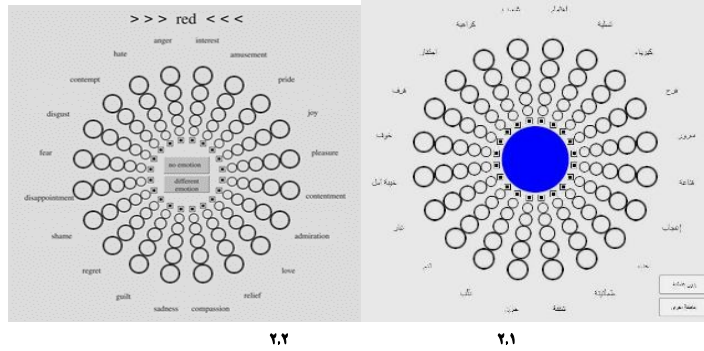 > > > red < < <
anger
interest
hate
amusement
contempt
pride
disgust
joy
fear
pleasure
no emotion
different
emotion
disappointment
contentment
shame
admiration
regret
love
guilt
relief
sadness
compassion
تسلية
كراهية
كبرياء
احتقار
فرح
قرف
سرور
خوف
قناعة
خيبة امل
إعجاب
شفقة
حزن
٢,١
٢,٢